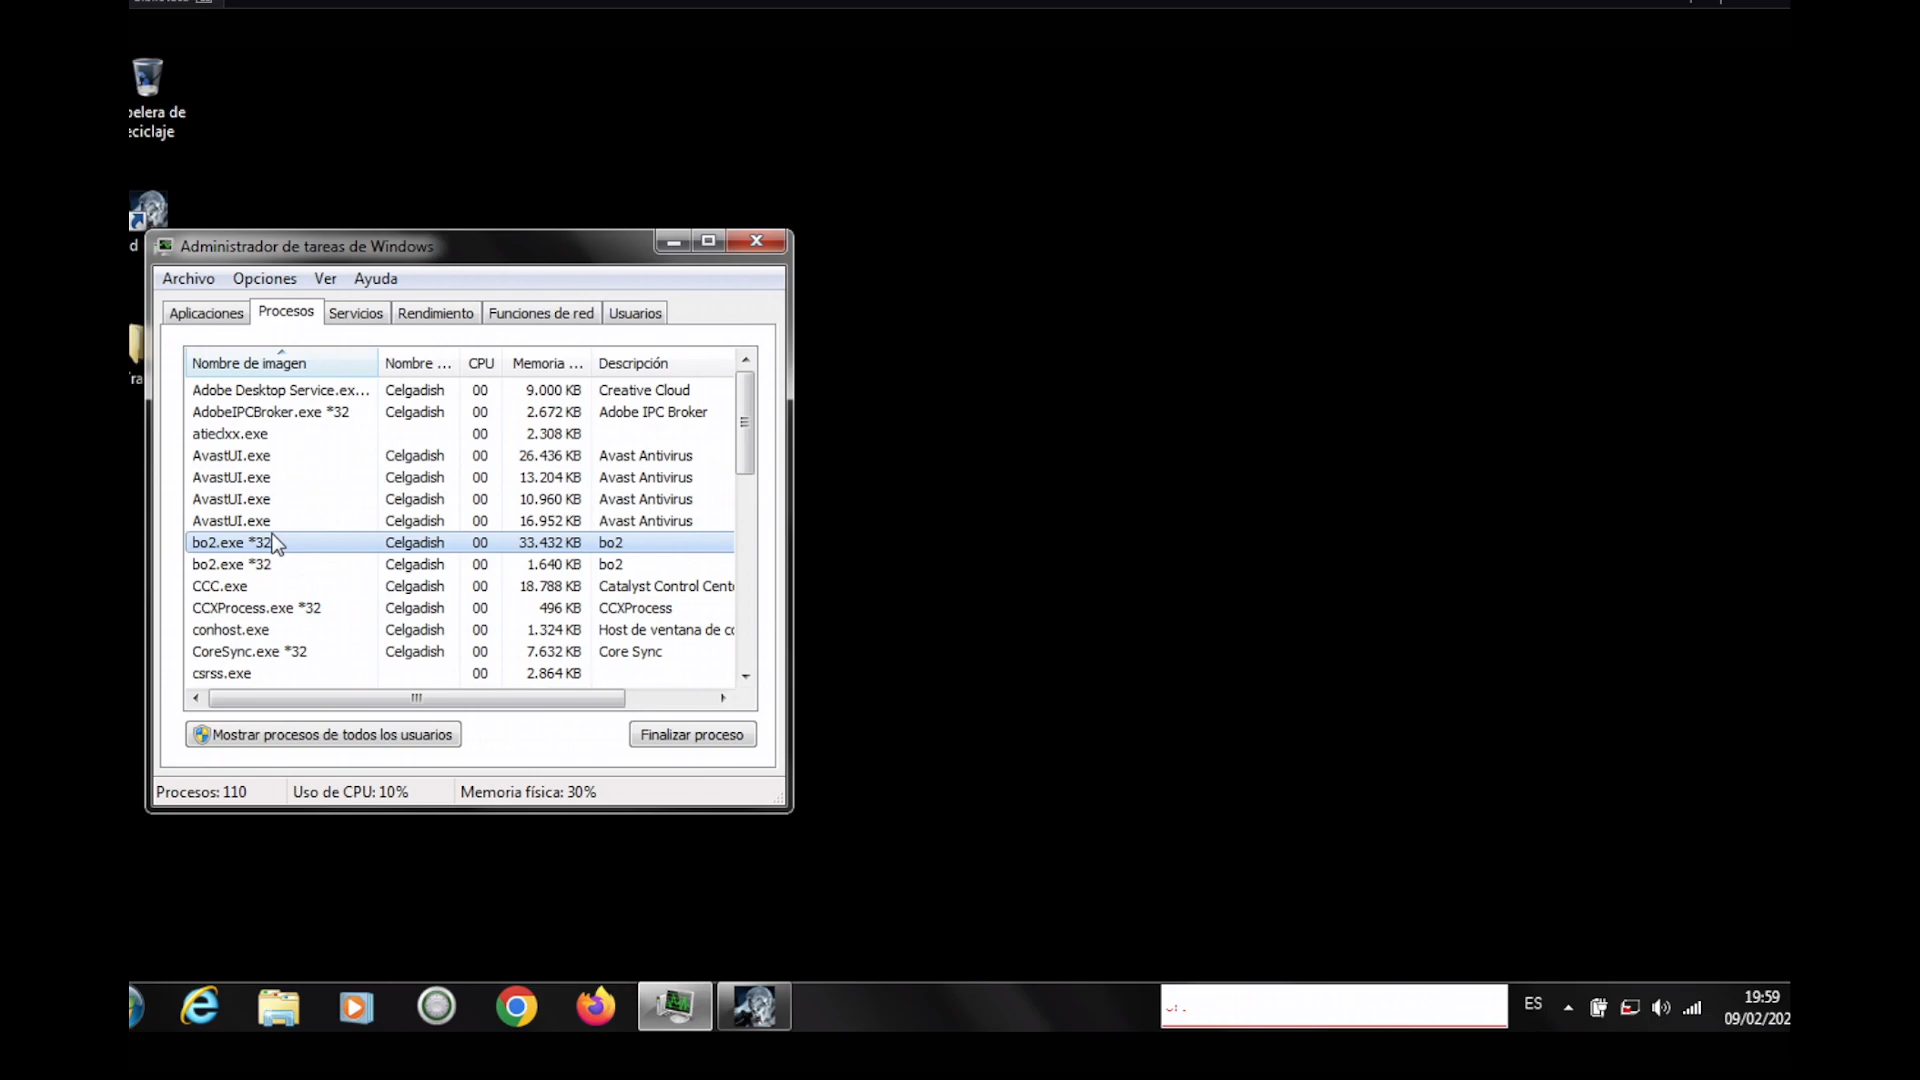 pelera de
eciclaje
d
Administrador de tareas de Windows
Archivo Opciones Ver Ayuda
Aplicaciones Procesos Servicios Rendimiento Funciones de red Usuarios
Nombre de imagen Nombre ... CPU Memoria ... Descripción
Adobe Desktop Service.ex... Celgadish 00 9.000 KB Creative Cloud
AdobeIPCBroker.exe *32 Celgadish 00 2.672 KB Adobe IPC Broker
atieclxx.exe 00 2.308 KB
AvastUI.exe Celgadish 00 26.436 KB Avast Antivirus
AvastUI.exe Celgadish 00 13.204 KB Avast Antivirus
AvastUI.exe Celgadish 00 10.960 KB Avast Antivirus
AvastUI.exe Celgadish 00 16.952 KB Avast Antivirus
bo2.exe *32 Celgadish 00 33.432 KB bo2
bo2.exe *32 Celgadish 00 1.640 KB bo2
CCC.exe Celgadish 00 18.788 KB Catalyst Control Cent
CCXProcess.exe *32 Celgadish 00 496 KB CCXProcess
conhost.exe Celgadish 00 1.324 KB Host de ventana de co
CoreSync.exe *32 Celgadish 00 7.632 KB Core Sync
csrss.exe 00 2.864 KB
Mostrar procesos de todos los usuarios Finalizar proceso
Procesos: 110 Uso de CPU: 10% Memoria física: 30%
ES
19:59
09/02/202